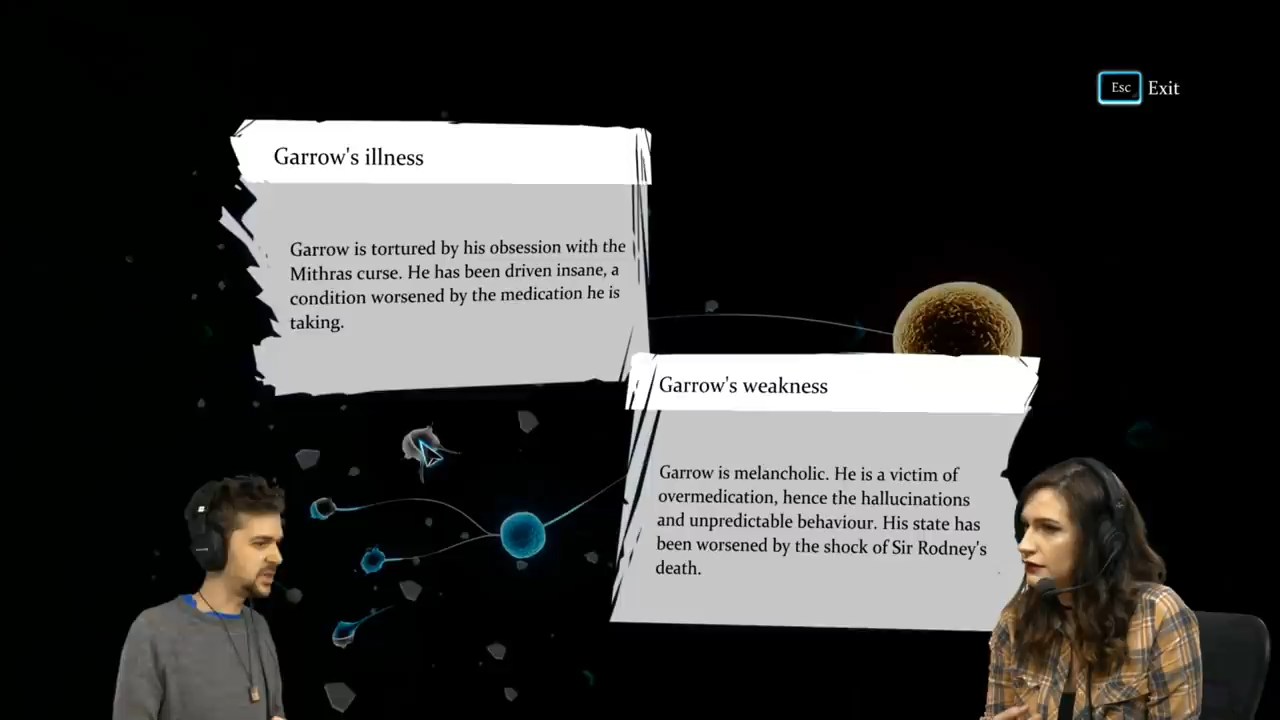 Esc Exit
Garrow's illness
Garrow is tortured by his obsession with the
Mithras curse. He has been driven insane, a
condition worsened by the medication he is
taking.
Garrow's weakness
Garrow is melancholic. He is a victim of
overmedication, hence the hallucinations
and unpredictable behaviour. His state has
been worsened by the shock of Sir Rodney's
death.